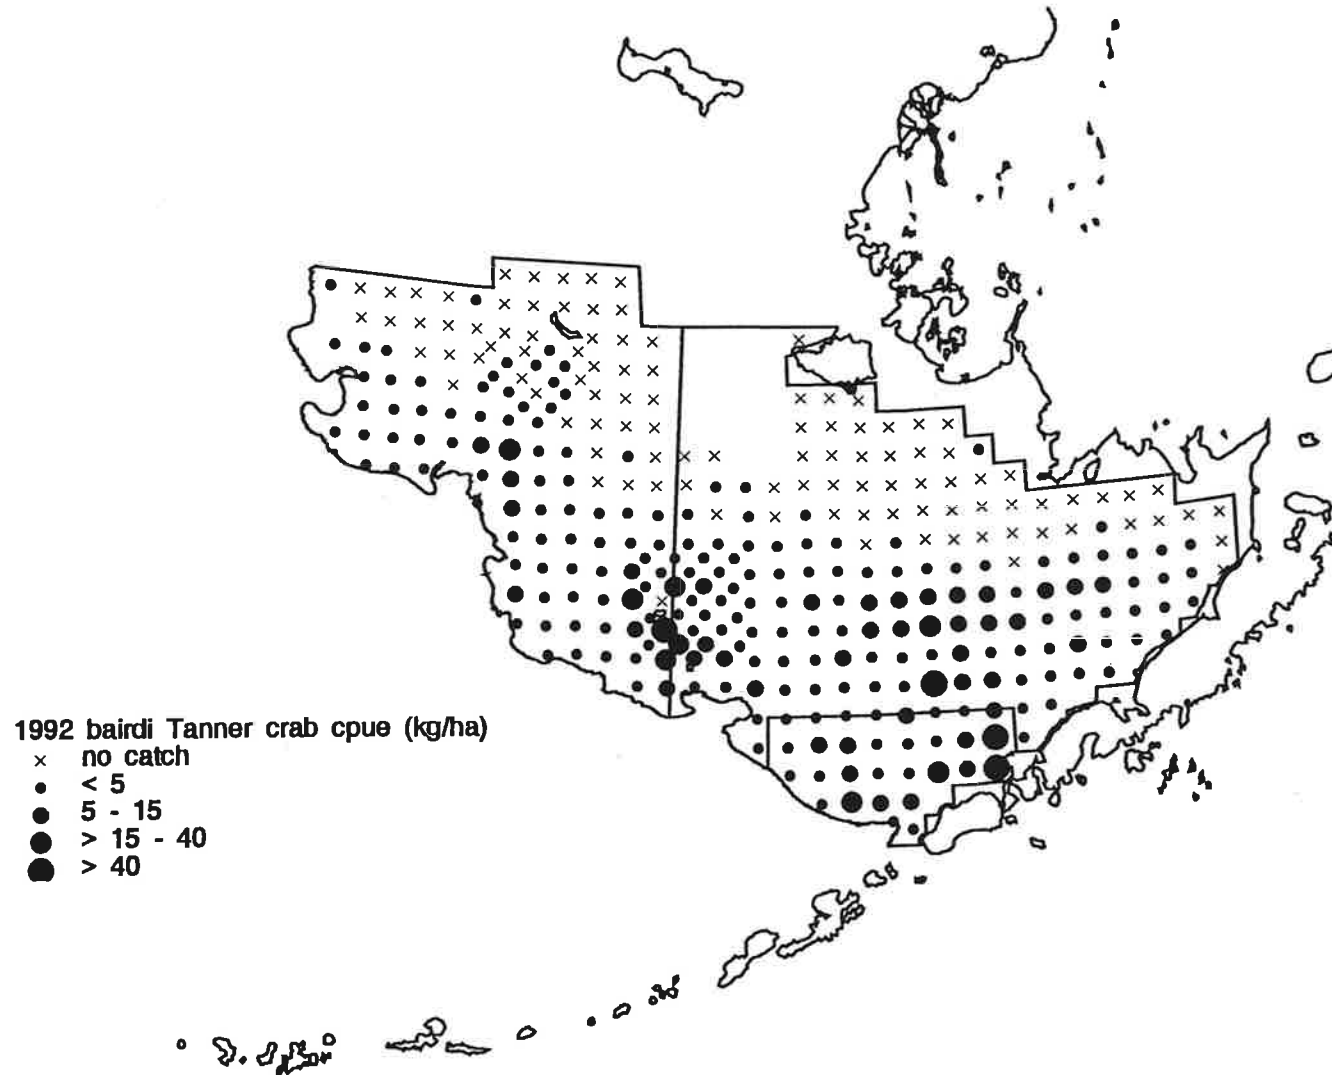 1992 bairdi Tanner crab cpue (kg/ha)
× no catch
< 5
5 - 15
> 15 - 40
> 40